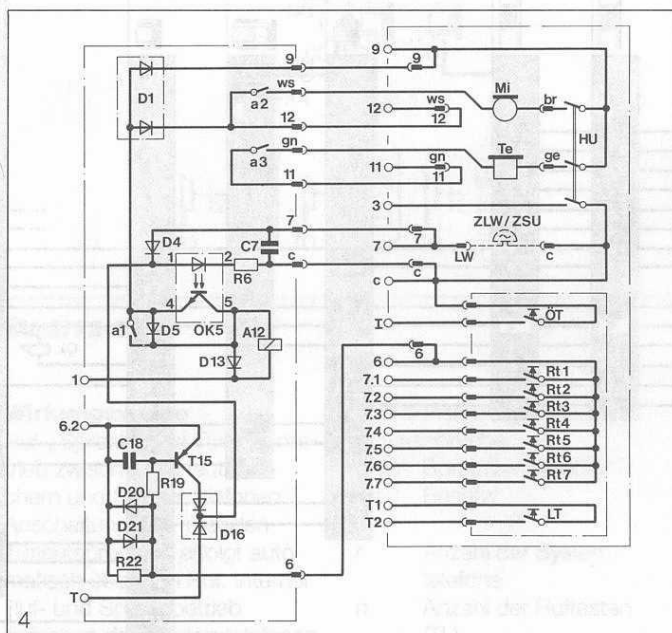 9
9
9
D1
a2
ws
12
ws
12
12
Mi
br
HU
a3
gn
11
gn
11
11
Te
ge
3
7
7
7
ZLW/ZSU
LW
c
D4
C7
1
2
R6
c
c
c
4
5
OK5
a1
D5
A12
D13
1
I
ÖT
6
6
7.1
Rt1
7.2
Rt2
7.3
Rt3
7.4
Rt4
7.5
Rt5
7.6
Rt6
7.7
Rt7
T1
T2
LT
6.2
C18
T15
R19
D20
D21
D16
R22
6
T
4